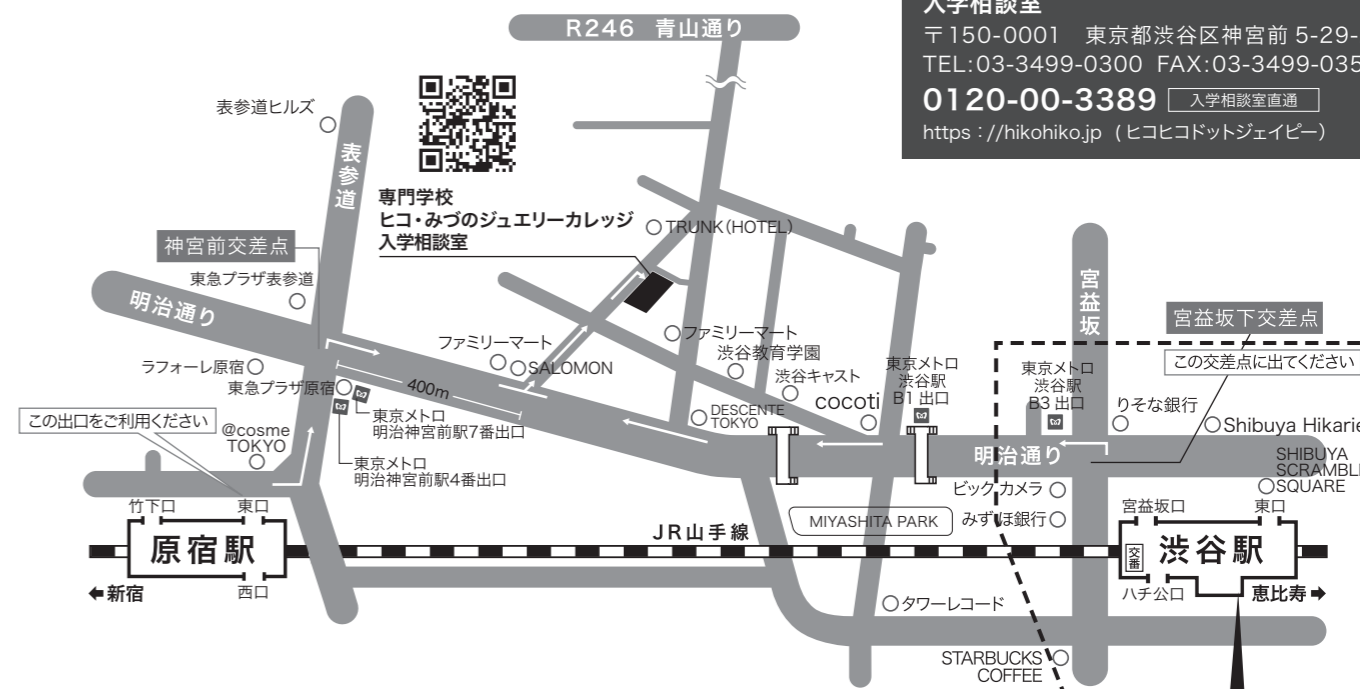 R246 青山通り
入学相談室
〒150-0001 東京都渋谷区神宮前 5-29-
TEL:03-3499-0300 FAX:03-3499-035
0120-00-3389 入学相談室直通
https://hikohiko.jp (ヒコヒコドットジェイピー)
表参道ヒルズ
表参道
専門学校
ヒコ・みづのジュエリーカレッジ
入学相談室
TRUNK(HOTEL)
神宮前交差点
東急プラザ表参道
明治通り
宮益坂
宮益坂下交差点
この交差点に出てください
ファミリーマート
SALOMON
ファミリーマート
渋谷教育学園
渋谷キャスト
cocoti
東京メトロ
渋谷駅
B1 出口
東京メトロ
渋谷駅
B3 出口
りそな銀行
Shibuya Hikarie
ラフォーレ原宿
東急プラザ原宿
400m
東京メトロ
明治神宮前駅7番出口
東京メトロ
明治神宮前駅4番出口
DESCENTE
TOKYO
この出口をご利用ください
@cosme
TOKYO
明治通り
SHIBUYA
SCRAMBLE
SQUARE
ビックカメラ
みずほ銀行
MIYASHITA PARK
JR山手線
竹下口
東口
原宿駅
西口
新宿
宮益坂口
東口
交番
渋谷駅
ハチ公口
恵比寿
タワーレコード
STARBUCKS
COFFEE